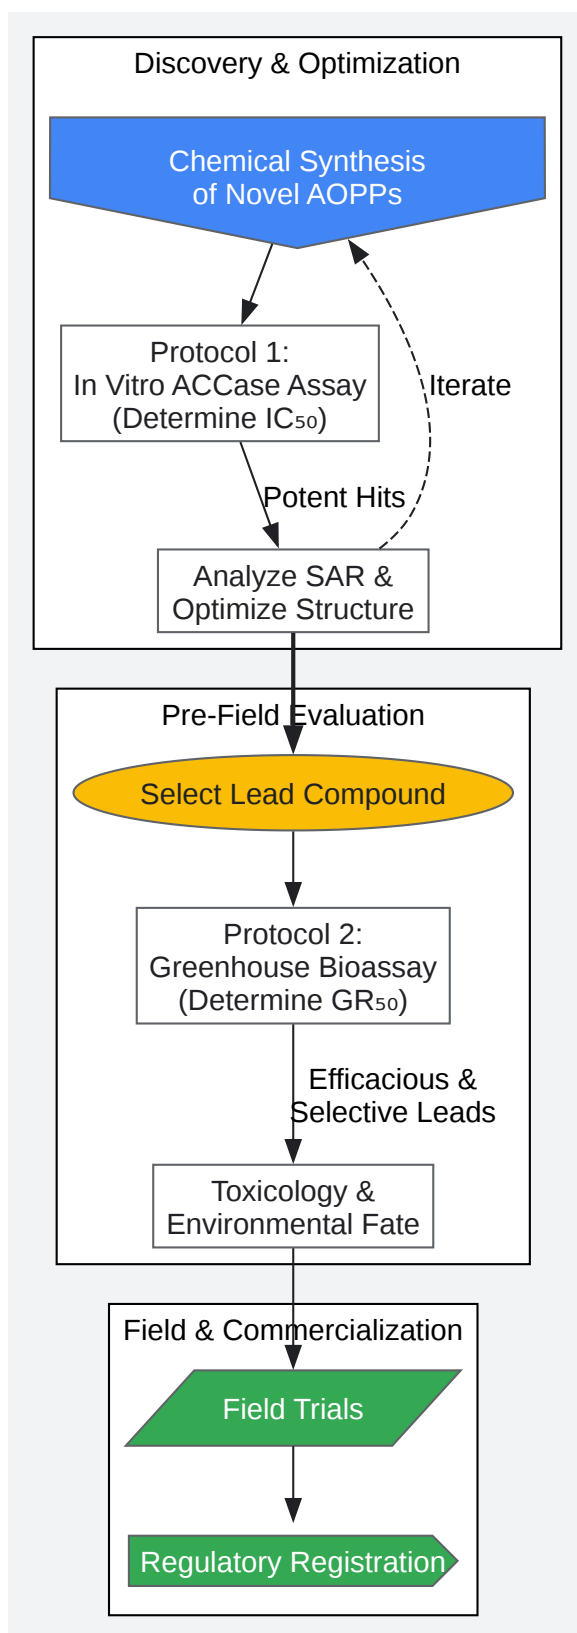 Discovery & Optimization
Chemical Synthesis
of Novel AOPPs
Protocol 1:
In Vitro ACCase Assay
(Determine IC₅₀)
Iterate
Potent Hits
Analyze SAR &
Optimize Structure
Pre-Field Evaluation
Select Lead Compound
Protocol 2:
Greenhouse Bioassay
(Determine GR₅₀)
Efficacious &
Selective Leads
Toxicology &
Environmental Fate
Field & Commercialization
Field Trials
Regulatory Registration